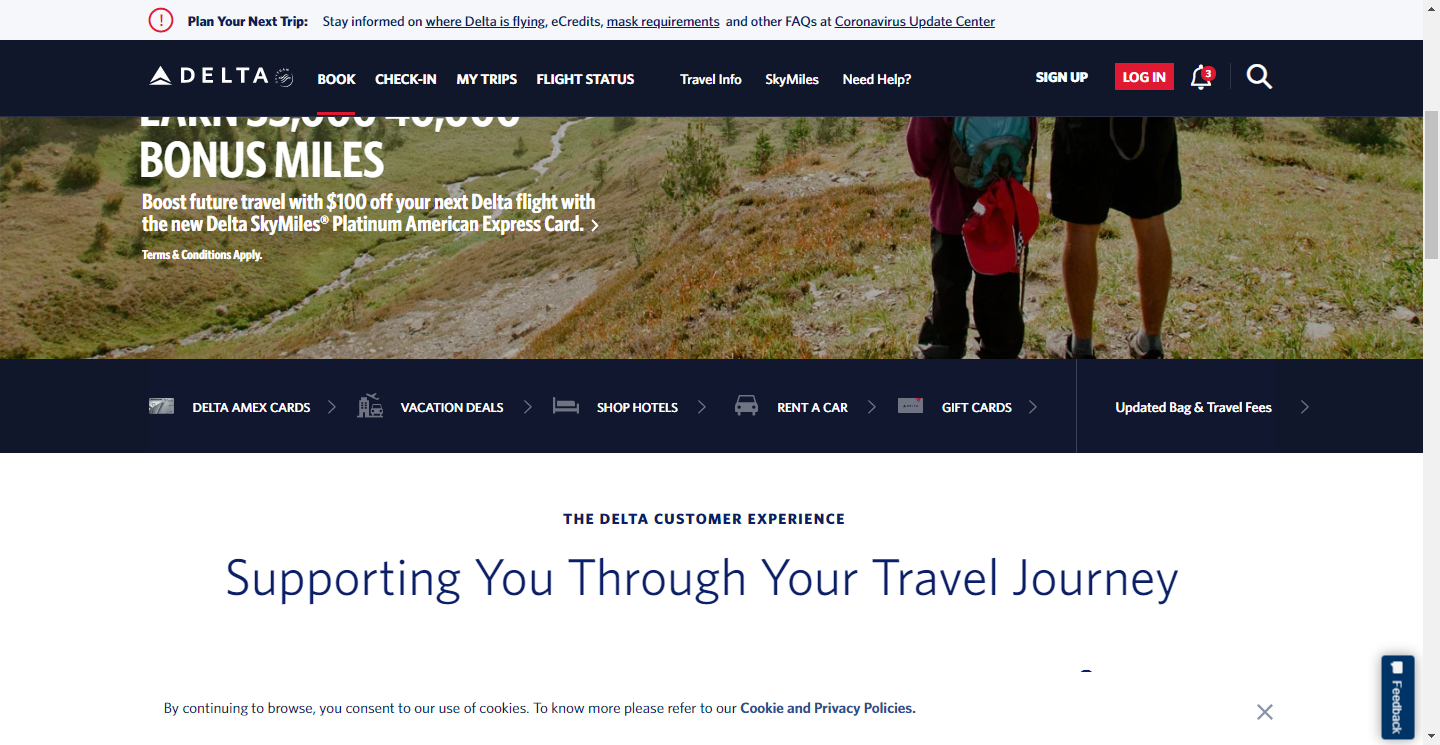 Plan Your Next Trip: Stay informed on where Delta is flying, eCredits, mask requirements and other FAQs at Coronavirus Update Center
DELTA BOOK CHECK-IN MY TRIPS FLIGHT STATUS Travel Info SkyMiles Need Help? SIGN UP LOG IN 3
BONUS MILES
Boost future travel with $100 off your next Delta flight with
the new Delta SkyMiles® Platinum American Express Card.
Terms & Conditions Apply.
DELTA AMEX CARDS VACATION DEALS SHOP HOTELS RENT A CAR GIFT CARDS Updated Bag & Travel Fees
THE DELTA CUSTOMER EXPERIENCE
Supporting You Through Your Travel Journey
Feedback
By continuing to browse, you consent to our use of cookies. To know more please refer to our Cookie and Privacy Policies.